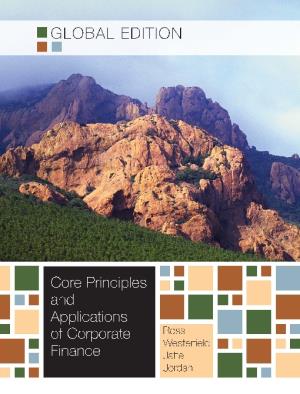 GLOBAL EDITION
Core Principles
and
Applications
of Corporate
Finance
Ross
Westerfield
Jaffe
Jordan